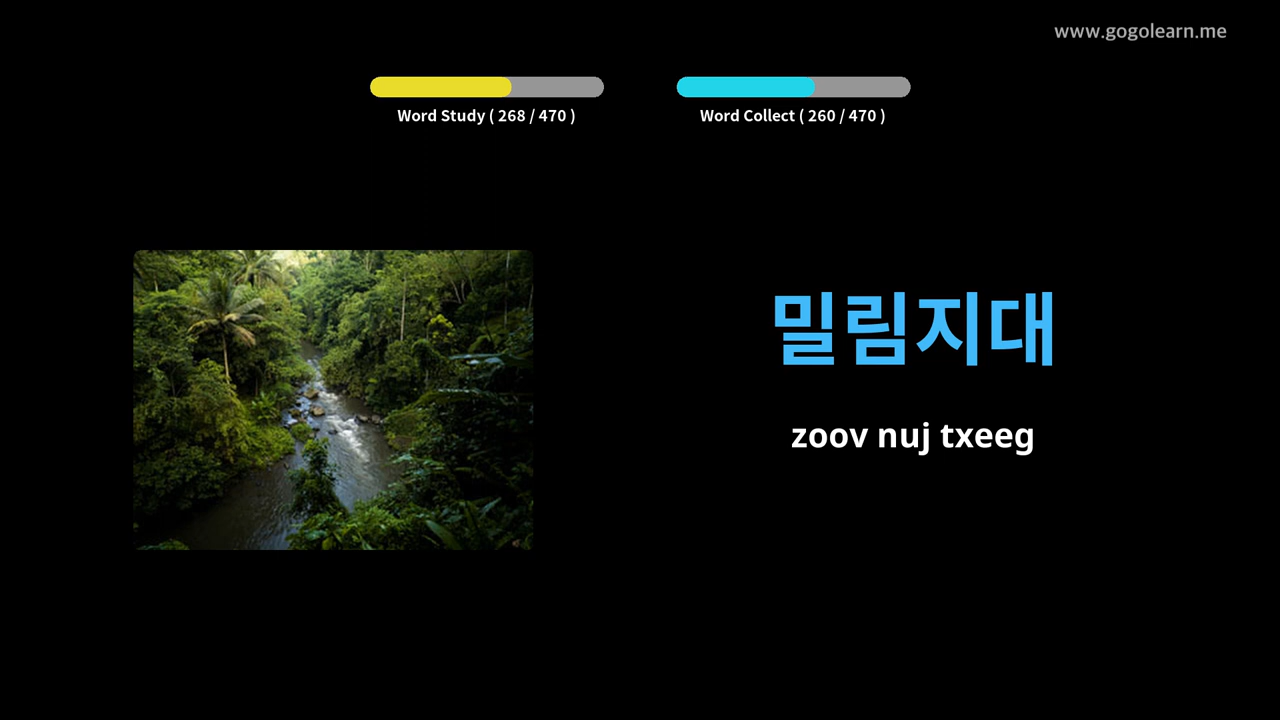 www.gogolearn.me
Word Study ( 268 / 470 )
Word Collect ( 260 / 470 )
밀림지대
zoov nuj txeeg